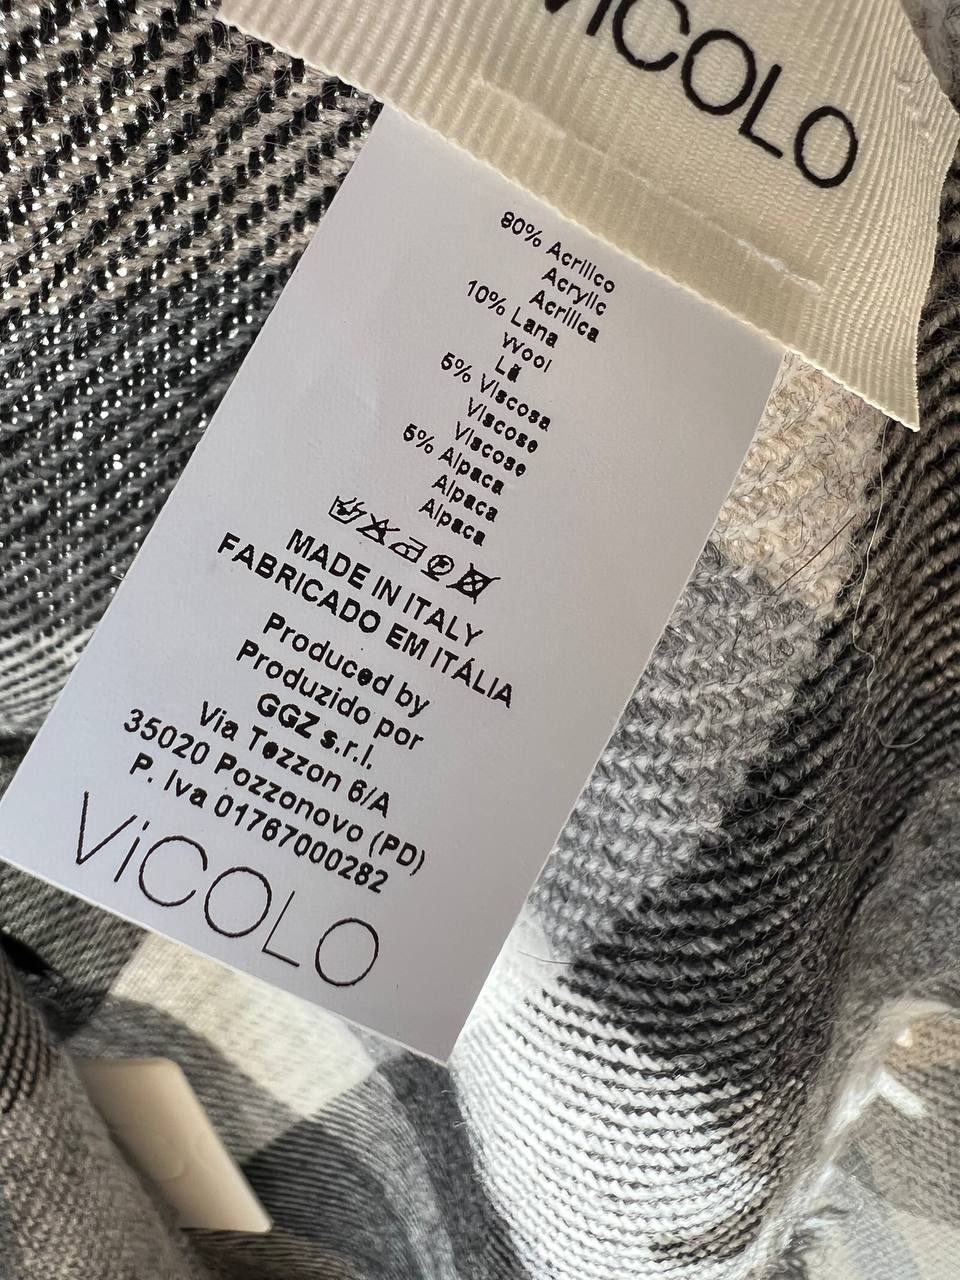 ViCOLO
80% Acrilico
Acrylic
Acrílica
10% Lana
Wool
Lã
5% Viscosa
Viscose
Viscose
5% Alpaca
Alpaca
Alpaca
MADE IN ITALY
FABRICADO EM ITÁLIA
Produced by
Produzido por
GGZ s.r.l.
Via Tezzon 6/A
35020 Pozzonovo (PD)
P. Iva 01767000282
ViCOLO